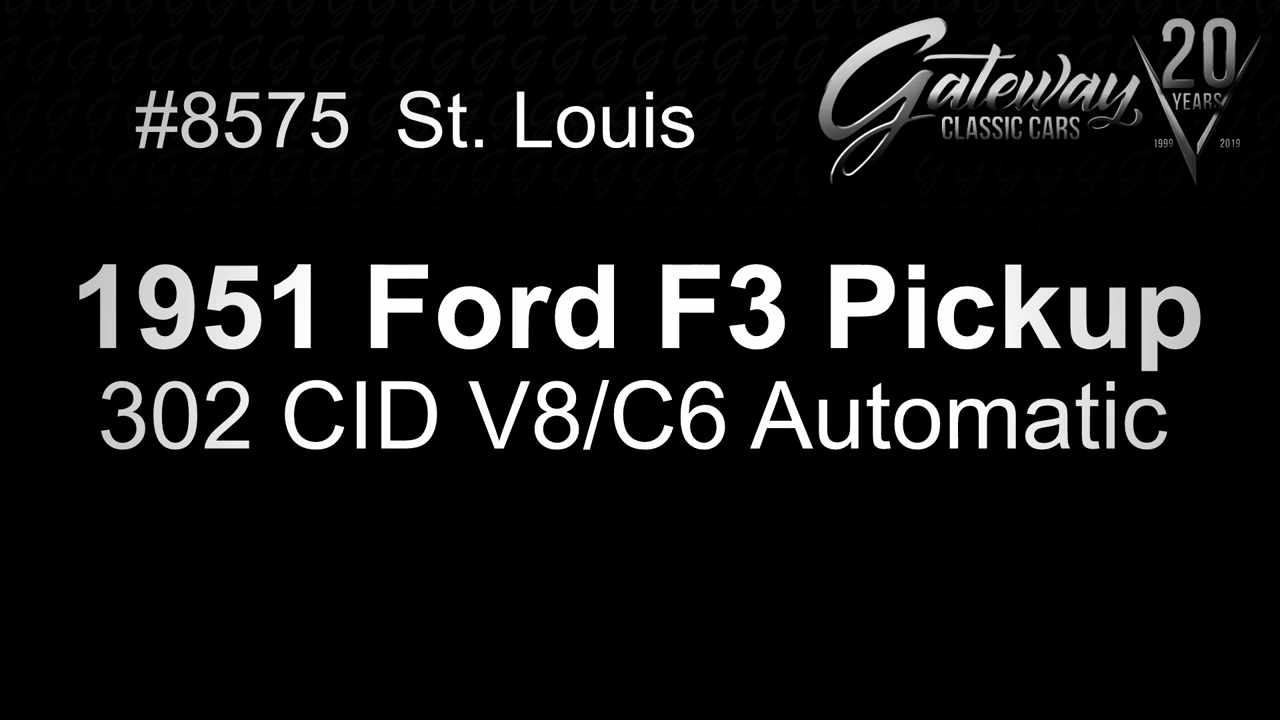 #8575 St. Louis
Gateway
CLASSIC CARS
20
YEARS
1999 2019
1951 Ford F3 Pickup
302 CID V8/C6 Automatic